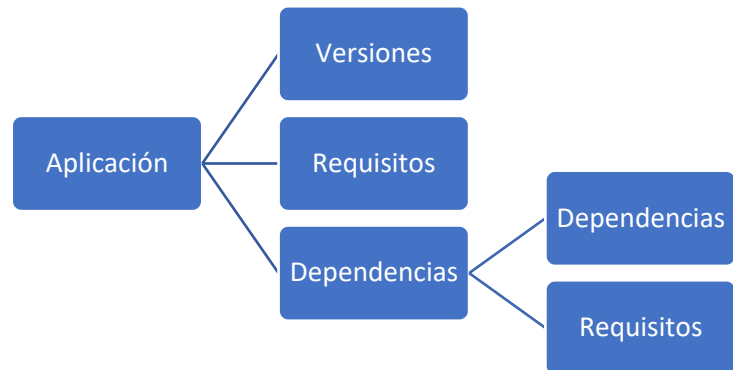 Versiones
Aplicación
Requisitos
Dependencias
Dependencias
Requisitos